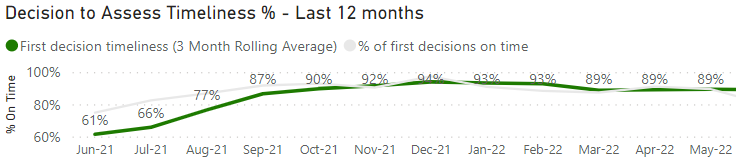 Decision to Assess Timeliness % - Last 12 months
First decision timeliness (3 Month Rolling Average) % of first decisions on time
% On Time
100%
80%
60%
61% 66% 77% 87% 90% 92% 94% 93% 93% 89% 89% 89%
Jun-21 Jul-21 Aug-21 Sep-21 Oct-21 Nov-21 Dec-21 Jan-22 Feb-22 Mar-22 Apr-22 May-22